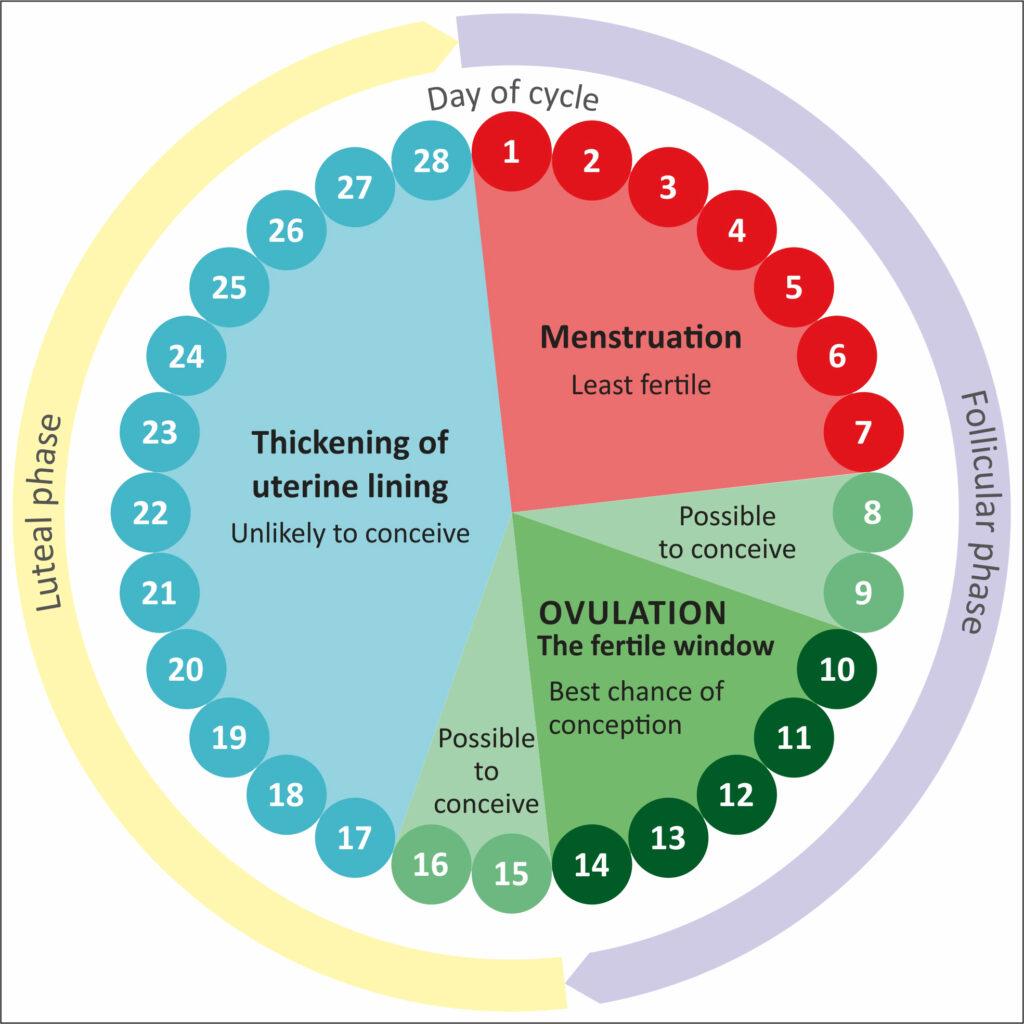 Day of cycle
1
2
3
4
5
6
7
8
9
10
11
12
13
14
15
16
17
18
19
20
21
22
23
24
25
26
27
28
Menstruation
Least fertile
Possible
to conceive
OVULATION
The fertile window
Best chance of
conception
Possible
to
conceive
Thickening of
uterine lining
Unlikely to conceive
Follicular phase
Luteal phase